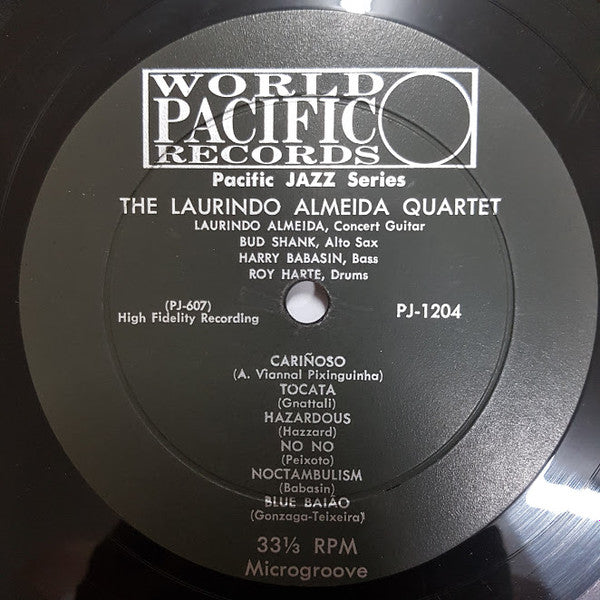 WORLD
PACIFIC
RECORDS
Pacific JAZZ Series
THE LAURINDO ALMEIDA QUARTET
LAURINDO ALMEIDA, Concert Guitar
BUD SHANK, Alto Sax
HARRY BABASIN, Bass
ROY HARTE, Drums
(PJ-607)
High Fidelity Recording
PJ-1204
CARIÑOSO
(A. Viannal Pixinguinha)
TOCATA
(Gnattali)
HAZARDOUS
(Hazzard)
NO NO
(Peixoto)
NOCTAMBULISM
(Babasin)
BLUE BAIÃO
(Gonzaga-Teixeira)
33⅓ RPM
Microgroove